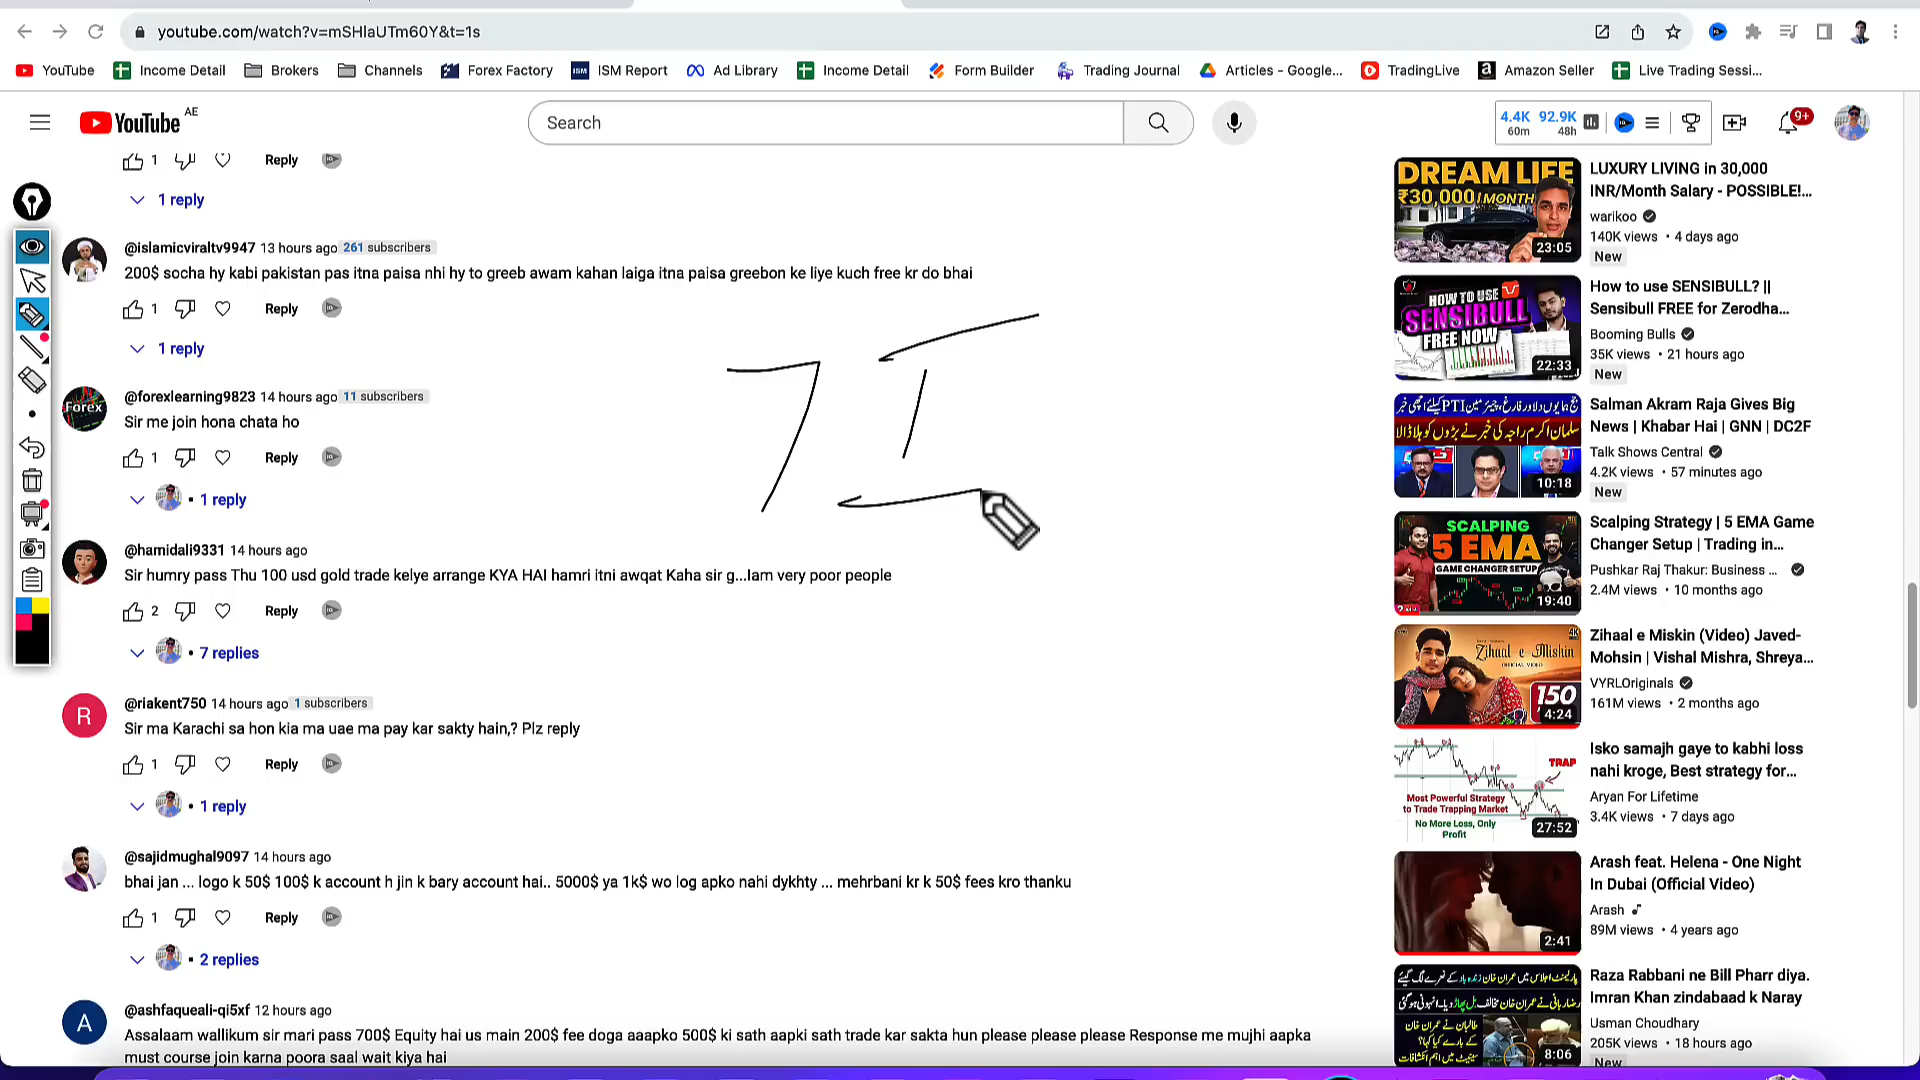 youtube.com/watch?v=mSHlaUTm60Y&t=1s
YouTube Income Detail Brokers Channels Forex Factory ISM Report Ad Library Income Detail Form Builder Trading Journal Articles - Google... TradingLive Amazon Seller Live Trading Sessi...
YouTube AE
Search
4.4K 92.9K
60m 48h
9+
1 Reply
1 reply
@islamicviraltv9947 13 hours ago 261 subscribers
200$ socha hy kabi pakistan pas itna paisa nhi hy to greeb awam kahan laiga itna paisa greebon ke liye kuch free kr do bhai
1 Reply
1 reply
Forex
@forexlearning9823 14 hours ago 11 subscribers
Sir me join hona chata ho
1 Reply
• 1 reply
@hamidali9331 14 hours ago
Sir humry pass Thu 100 usd gold trade kelye arrange KYA HAI hamri itni awqat Kaha sir g...Iam very poor people
2 Reply
• 7 replies
R
@riakent750 14 hours ago 1 subscribers
Sir ma Karachi sa hon kia ma uae ma pay kar sakty hain,? Plz reply
1 Reply
• 1 reply
@sajidmughal9097 14 hours ago
bhai jan ... logo k 50$ 100$ k account h jin k bary account hai.. 5000$ ya 1k$ wo log apko nahi dykhty ... mehrbani kr k 50$ fees kro thanku
1 Reply
• 2 replies
A
@ashfaqueali-qi5xf 12 hours ago
Assalaam wallikum sir mari pass 700$ Equity hai us main 200$ fee doga aaapko 500$ ki sath aapki sath trade kar sakta hun please please please Response me mujhi aapka
must course join karna poora saal wait kiya hai
DREAM LIFE
₹30,000/MONTH
23:05
LUXURY LIVING in 30,000
INR/Month Salary - POSSIBLE!...
warikoo
140K views • 4 days ago
New
HOW TO USE
SENSIBULL
FREE NOW
22:33
How to use SENSIBULL? ||
Sensibull FREE for Zerodha...
Booming Bulls
35K views • 21 hours ago
New
10:18
Salman Akram Raja Gives Big
News | Khabar Hai | GNN | DC2F
Talk Shows Central
4.2K views • 57 minutes ago
New
SCALPING
5 EMA
GAME CHANGER SETUP
19:40
Scalping Strategy | 5 EMA Game
Changer Setup | Trading in...
Pushkar Raj Thakur: Business ...
2.4M views • 10 months ago
Zihaal e Miskin
OFFICIAL VIDEO
150
4:24
Zihaal e Miskin (Video) Javed-
Mohsin | Vishal Mishra, Shreya...
VYRLOriginals
161M views • 2 months ago
TRAP
Most Powerful Strategy
to Trade Trapping Market
No More Loss, Only
Profit
27:52
Isko samajh gaye to kabhi loss
nahi kroge, Best strategy for...
Aryan For Lifetime
3.4K views • 7 days ago
2:41
Arash feat. Helena - One Night
In Dubai (Official Video)
Arash
89M views • 4 years ago
8:06
Raza Rabbani ne Bill Pharr diya.
Imran Khan zindabaad k Naray
Usman Choudhary
205K views • 18 hours ago
New